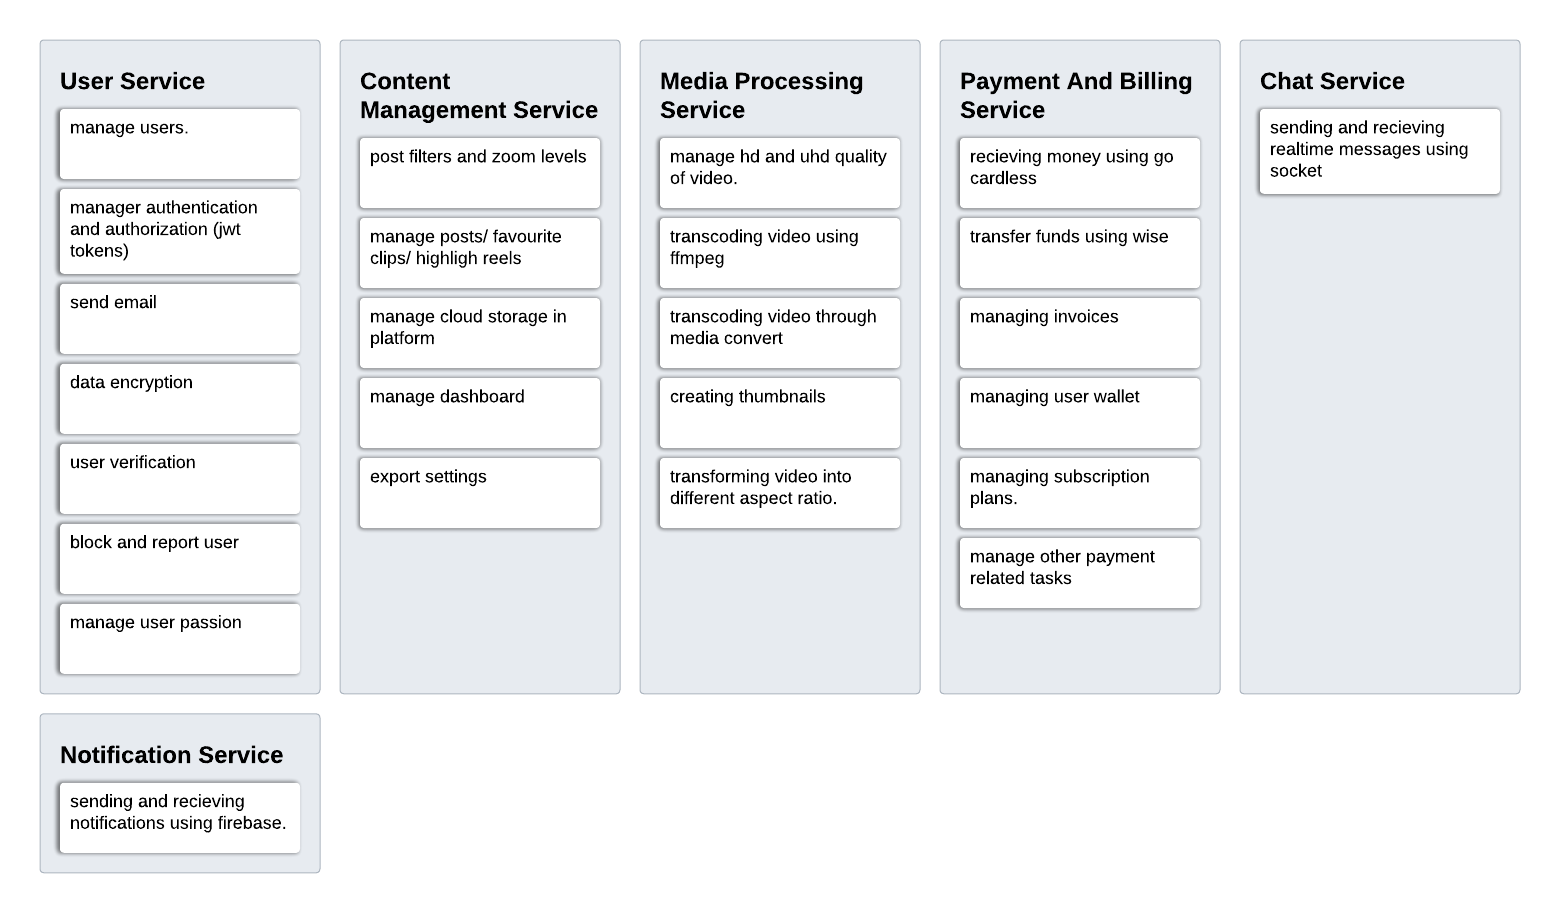 User Service
manage users.
manager authentication
and authorization (jwt
tokens)
send email
data encryption
user verification
block and report user
manage user passion
Content
Management Service
post filters and zoom levels
manage posts/ favourite
clips/ highligh reels
manage cloud storage in
platform
manage dashboard
export settings
Media Processing
Service
manage hd and uhd quality
of video.
transcoding video using
ffmpeg
transcoding video through
media convert
creating thumbnails
transforming video into
different aspect ratio.
Payment And Billing
Service
recieving money using go
cardless
transfer funds using wise
managing invoices
managing user wallet
managing subscription
plans.
manage other payment
related tasks
Chat Service
sending and recieving
realtime messages using
socket
Notification Service
sending and recieving
notifications using firebase.